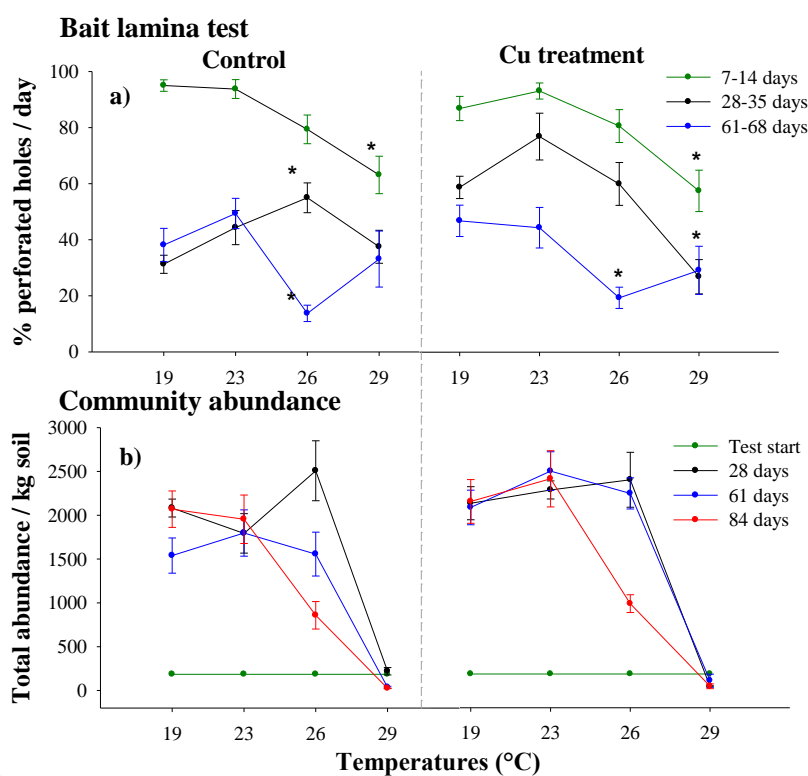 Bait lamina test
Control
Cu treatment
a)
% perforated holes / day
100
80
60
40
20
0
*
*
*
*
*
*
7-14 days
28-35 days
61-68 days
19 23 26 29
19 23 26 29
Community abundance
b)
Total abundance / kg soil
3000
2500
2000
1500
1000
500
0
Test start
28 days
61 days
84 days
19 23 26 29
19 23 26 29
Temperatures (°C)